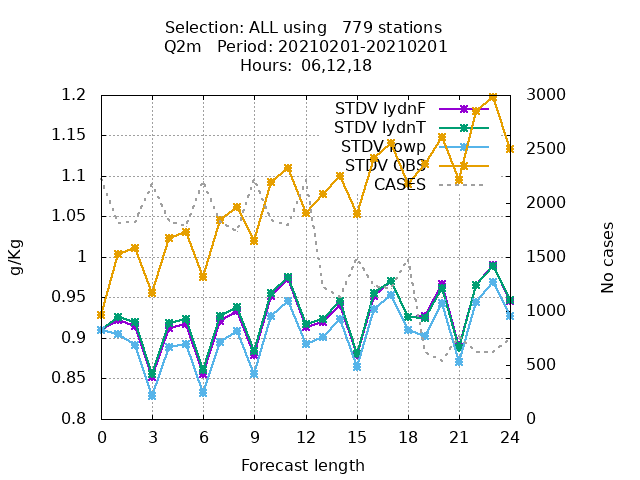 Selection: ALL using   779 stations
Q2m   Period: 20210201-20210201
Hours:  06,12,18
1.2
1.15
1.1
1.05
1
0.95
0.9
0.85
0.8
3000
2500
2000
1500
1000
500
0
STDV lydnF
STDV lydnT
STDV lowp
STDV OBS
CASES
g/Kg
No cases
0 3 6 9 12 15 18 21 24
Forecast length